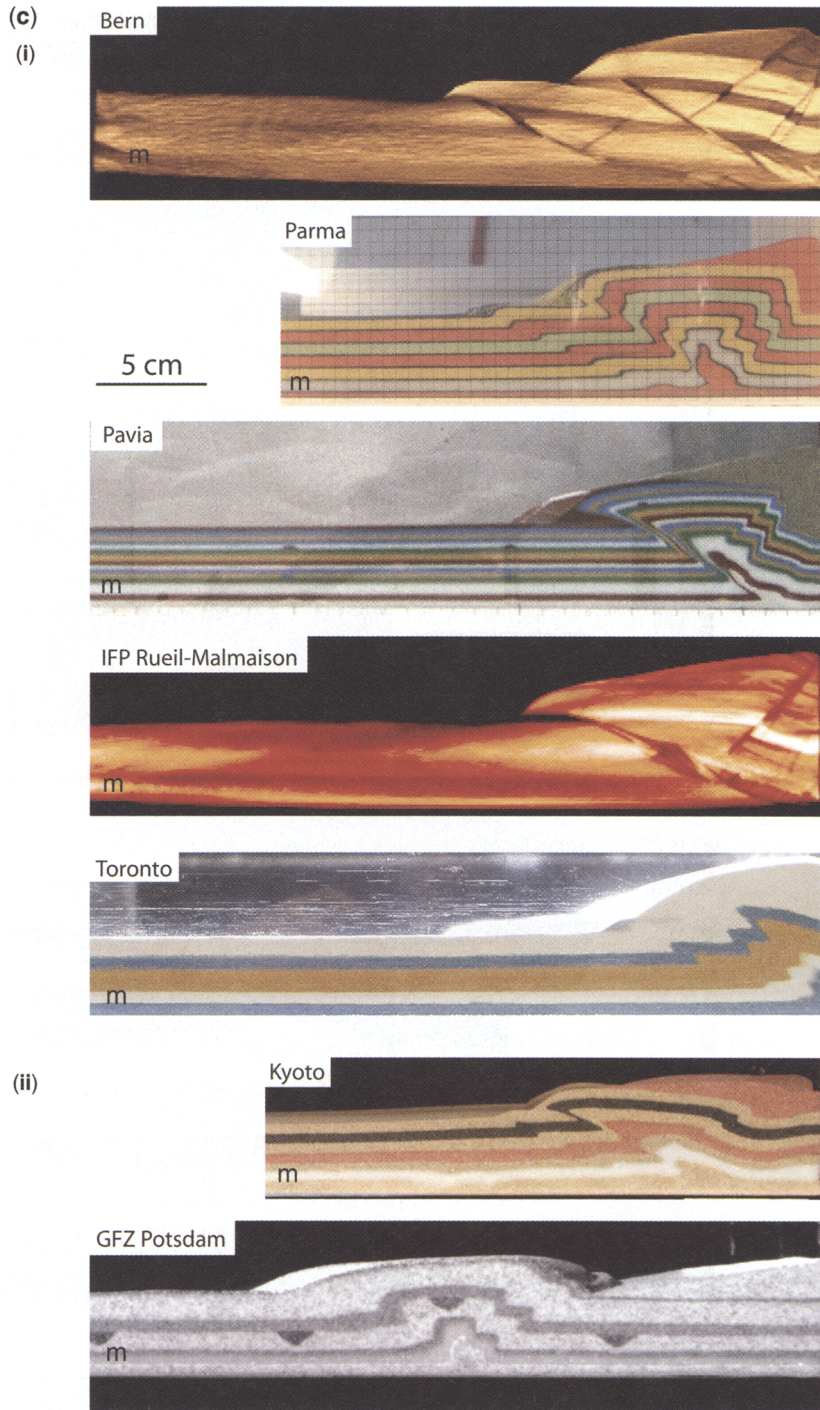 (c)
Bern
(i)
m
Parma
5 cm
m
Pavia
m
IFP Rueil-Malmaison
m
Toronto
m
(ii)
Kyoto
m
GFZ Potsdam
m